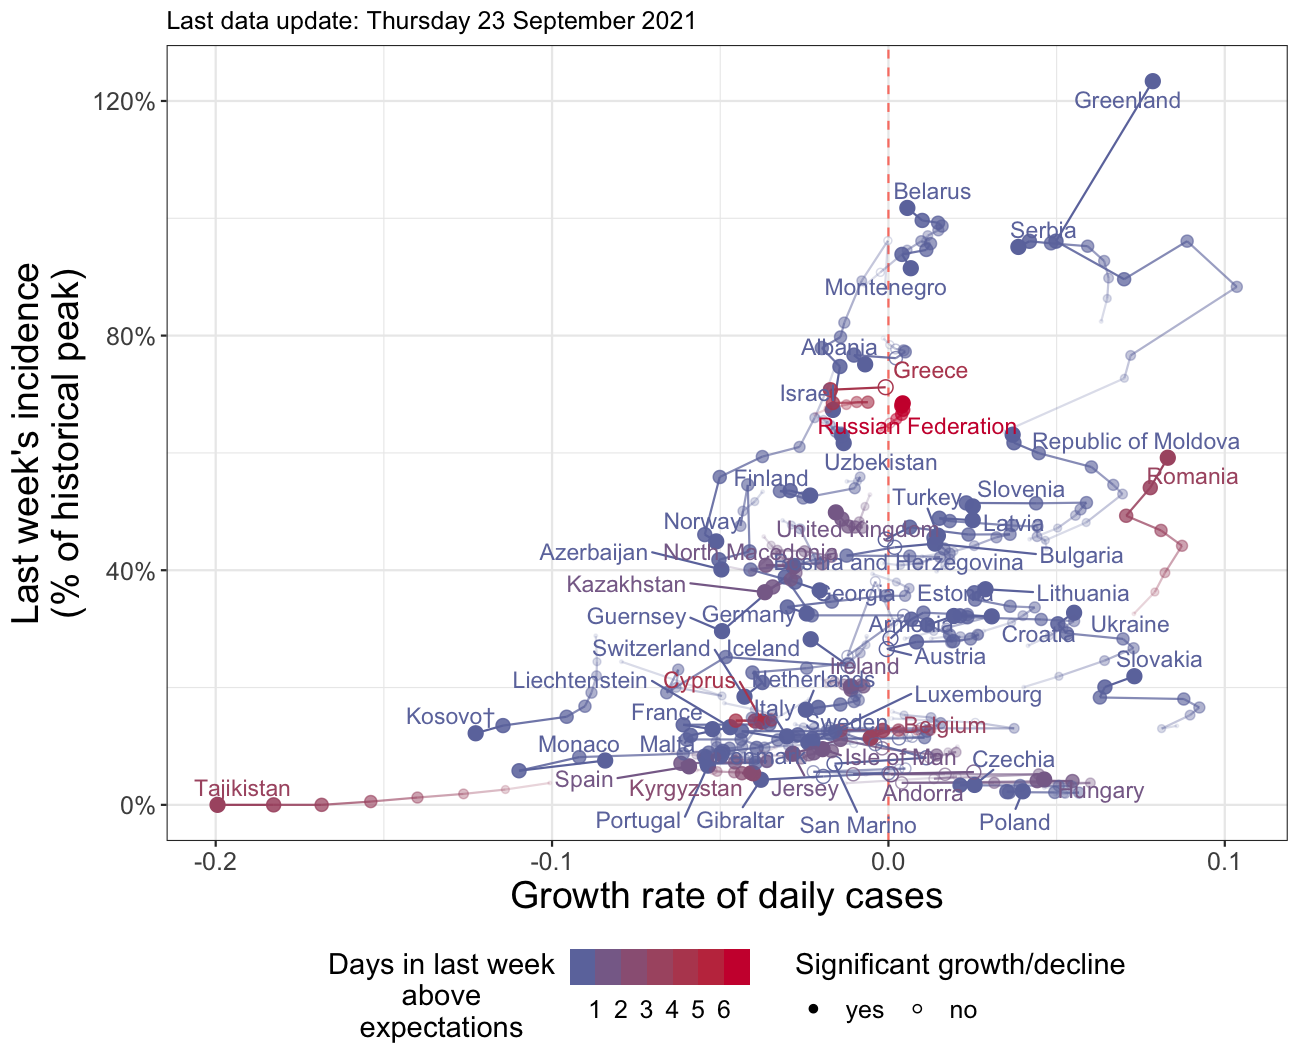 Last data update: Thursday 23 September 2021
Last week's incidence
(% of historical peak)
120%
80%
40%
0%
Greenland
Belarus
Serbia
Montenegro
Albania
Greece
Israel
Russian Federation
Republic of Moldova
Uzbekistan
Romania
Finland
Turkey
Slovenia
Norway
United Kingdom
Latvia
Azerbaijan
North Macedonia
Bulgaria
Bosnia and Herzegovina
Kazakhstan
Georgia
Estonia
Lithuania
Guernsey
Germany
Armenia
Croatia
Ukraine
Switzerland
Iceland
Ireland
Austria
Slovakia
Liechtenstein
Cyprus
Netherlands
Luxembourg
Kosovo†
France
Italy
Sweden
Belgium
Monaco
Malta
Isle of Man
Czechia
Spain
Tajikistan
Kyrgyzstan
Jersey
Andorra
Hungary
Portugal
Gibraltar
San Marino
Poland
-0.2
-0.1
0.0
0.1
Growth rate of daily cases
Days in last week
above
expectations
1 2 3 4 5 6
Significant growth/decline
yes
no